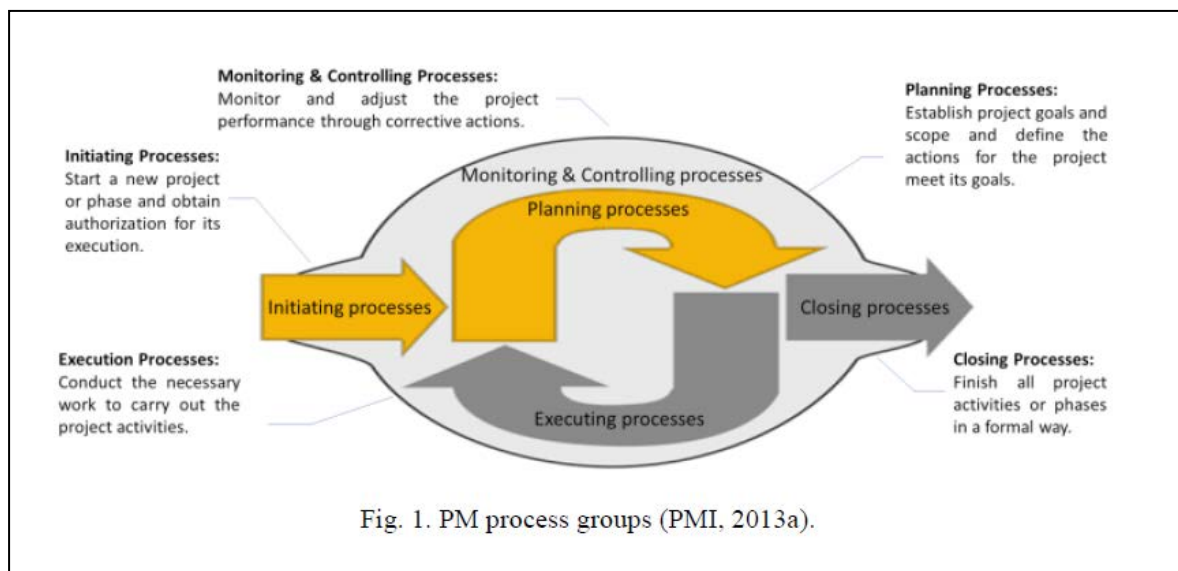 Monitoring & Controlling Processes:
Monitor and adjust the project
performance through corrective actions.
Planning Processes:
Establish project goals and
scope and define the
actions for the project
meet its goals.
Initiating Processes:
Start a new project
or phase and obtain
authorization for its
execution.
Monitoring & Controlling processes
Planning processes
Initiating processes
Closing processes
Execution Processes:
Conduct the necessary
work to carry out the
project activities.
Executing processes
Closing Processes:
Finish all project
activities or phases
in a formal way.
Fig. 1. PM process groups (PMI, 2013a).